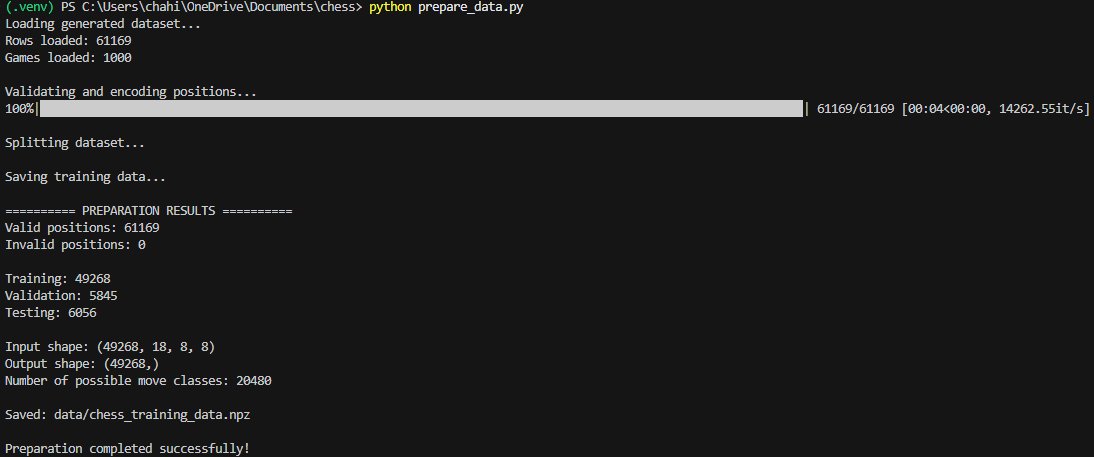 (.venv) PS C:\Users\chahi\OneDrive\Documents\chess> python prepare_data.py
Loading generated dataset...
Rows loaded: 61169
Games loaded: 1000
Validating and encoding positions...
100%| | 61169/61169 [00:04<00:00, 14262.55it/s]
Splitting dataset...
Saving training data...
========== PREPARATION RESULTS ==========
Valid positions: 61169
Invalid positions: 0
Training: 49268
Validation: 5845
Testing: 6056
Input shape: (49268, 18, 8, 8)
Output shape: (49268,)
Number of possible move classes: 20480
Saved: data/chess_training_data.npz
Preparation completed successfully!